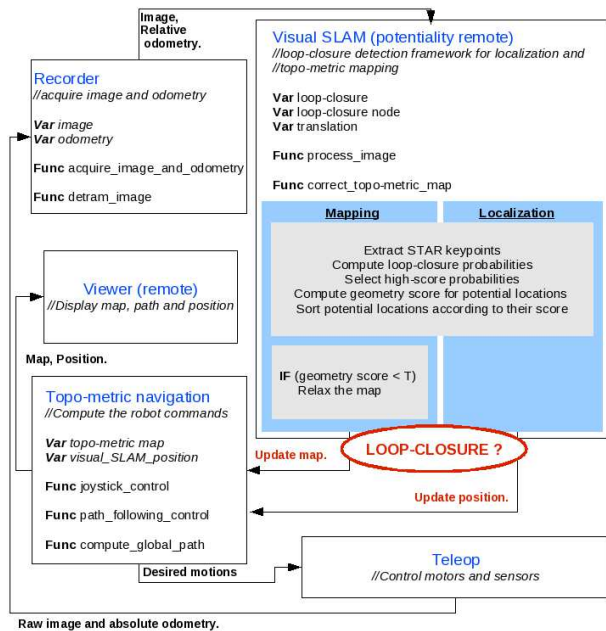 Image,
Relative
odometry.
Visual SLAM (potentiality remote)
//loop-closure detection framework for localization and
//topo-metric mapping
Var loop-closure
Var loop-closure node
Var translation
Func process_image
Func correct_topo-metric_map
Mapping
Localization
Extract STAR keypoints
Compute loop-closure probabilities
Select high-score probabilities
Compute geometry score for potential locations
Sort potential locations according to their score
IF (geometry score < T)
Relax the map
LOOP-CLOSURE ?
Recorder
//acquire image and odometry
Var image
Var odometry
Func acquire_image_and_odometry
Func detram_image
Viewer (remote)
//Display map, path and position
Map, Position.
Topo-metric navigation
//Compute the robot commands
Var topo-metric map
Var visual_SLAM_position
Func joystick_control
Func path_following_control
Func compute_global_path
Update map.
Update position.
Desired motions
Teleop
//Control motors and sensors
Raw image and absolute odometry.